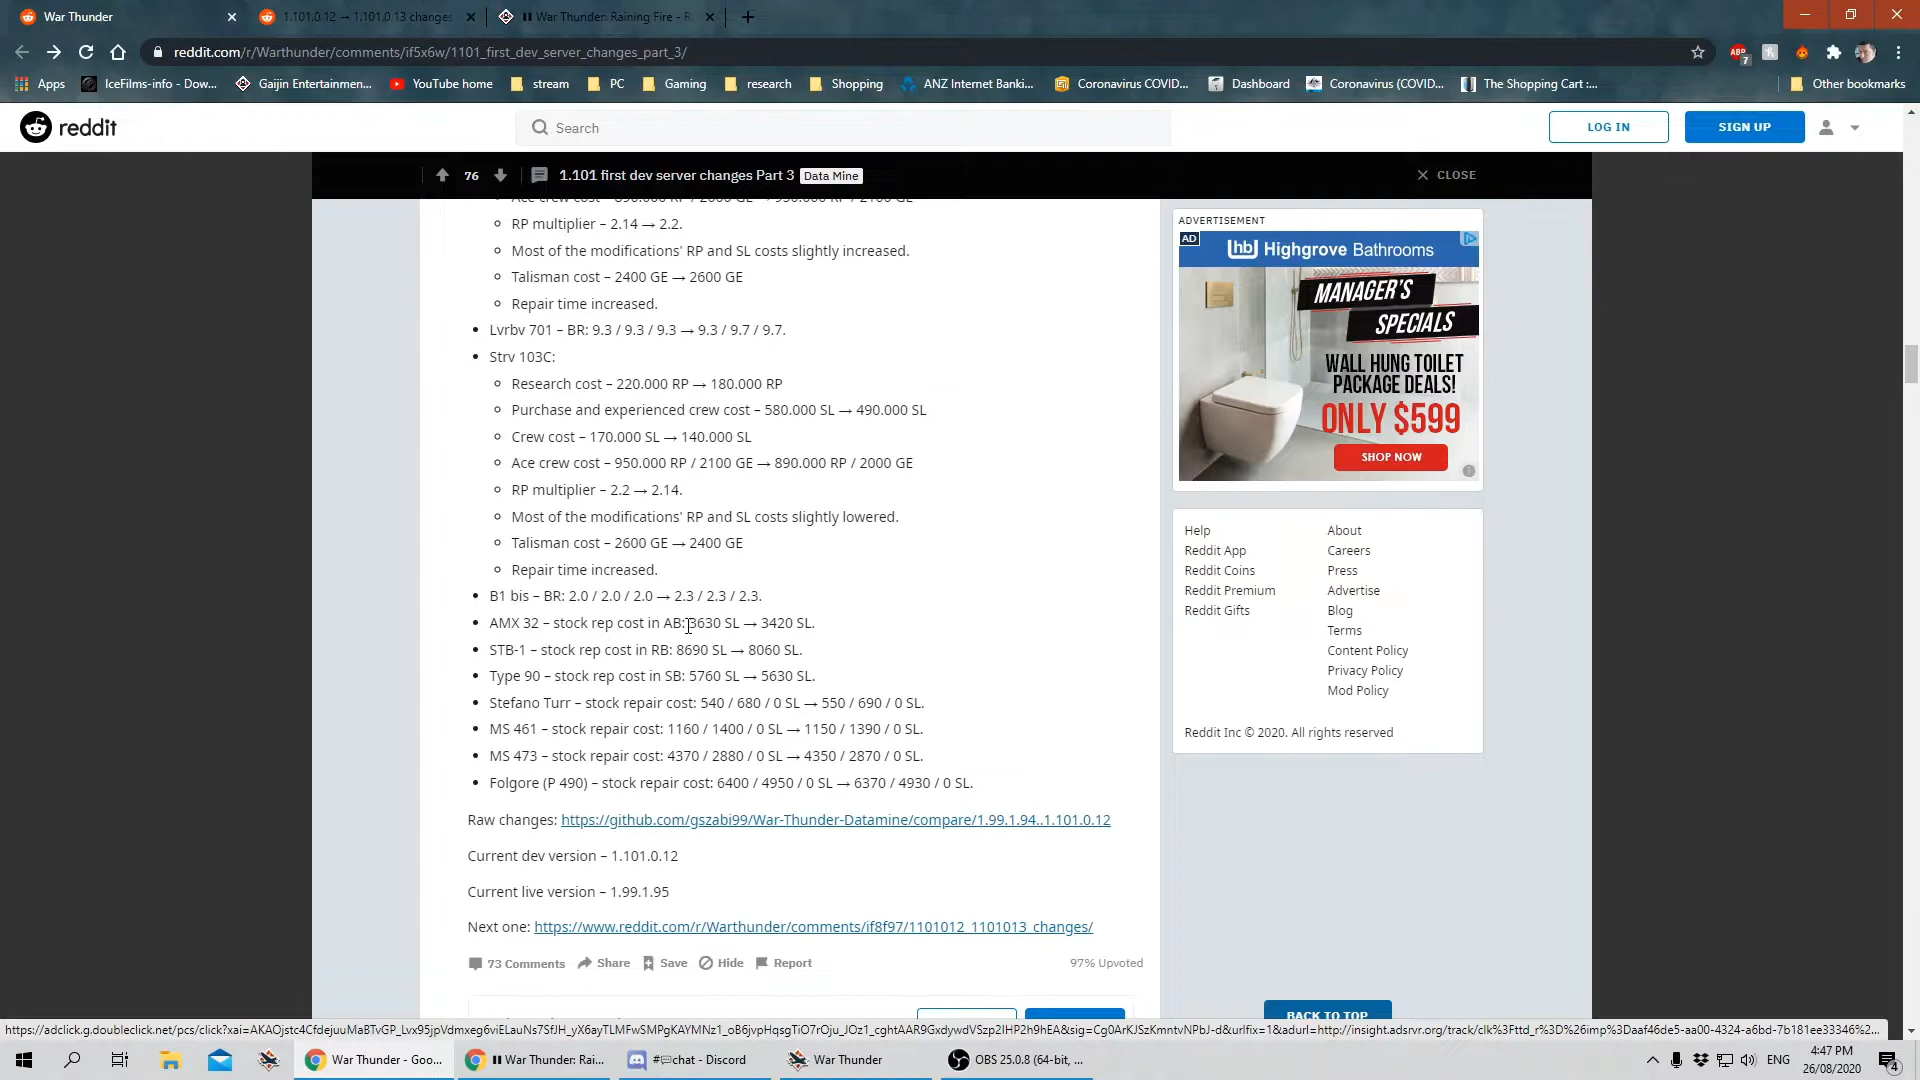 War Thunder
1.101.0.12 → 1.101.0.13 changes
War Thunder: Raining Fire - R
reddit.com/r/Warthunder/comments/if5x6w/1101_first_dev_server_changes_part_3/
ABP
7
Apps
IceFilms-info - Dow...
Gaijin Entertainmen...
YouTube home
stream
PC
Gaming
research
Shopping
ANZ Internet Banki...
Coronavirus COVID...
Dashboard
Coronavirus (COVID...
The Shopping Cart :...
Other bookmarks
reddit
Search
LOG IN
SIGN UP
76
1.101 first dev server changes Part 3
Data Mine
CLOSE
Ace crew cost – 890.000 RP / 2000 GE → 950.000 RP / 2100 GE
RP multiplier – 2.14 → 2.2.
Most of the modifications' RP and SL costs slightly increased.
Talisman cost – 2400 GE → 2600 GE
Repair time increased.
Lvrbv 701 – BR: 9.3 / 9.3 / 9.3 → 9.3 / 9.7 / 9.7.
Strv 103C:
Research cost – 220.000 RP → 180.000 RP
Purchase and experienced crew cost – 580.000 SL → 490.000 SL
Crew cost – 170.000 SL → 140.000 SL
Ace crew cost – 950.000 RP / 2100 GE → 890.000 RP / 2000 GE
RP multiplier – 2.2 → 2.14.
Most of the modifications' RP and SL costs slightly lowered.
Talisman cost – 2600 GE → 2400 GE
Repair time increased.
B1 bis – BR: 2.0 / 2.0 / 2.0 → 2.3 / 2.3 / 2.3.
AMX 32 – stock rep cost in AB: 3630 SL → 3420 SL.
STB-1 – stock rep cost in RB: 8690 SL → 8060 SL.
Type 90 – stock rep cost in SB: 5760 SL → 5630 SL.
Stefano Turr – stock repair cost: 540 / 680 / 0 SL → 550 / 690 / 0 SL.
MS 461 – stock repair cost: 1160 / 1400 / 0 SL → 1150 / 1390 / 0 SL.
MS 473 – stock repair cost: 4370 / 2880 / 0 SL → 4350 / 2870 / 0 SL.
Folgore (P 490) – stock repair cost: 6400 / 4950 / 0 SL → 6370 / 4930 / 0 SL.
Raw changes: https://github.com/gszabi99/War-Thunder-Datamine/compare/1.99.1.94..1.101.0.12
Current dev version – 1.101.0.12
Current live version – 1.99.1.95
Next one: https://www.reddit.com/r/Warthunder/comments/if8f97/1101012_1101013_changes/
73 Comments
Share
Save
Hide
Report
97% Upvoted
ADVERTISEMENT
AD
hb Highgrove Bathrooms
MANAGER'S
SPECIALS
WALL HUNG TOILET
PACKAGE DEALS!
ONLY $599
SHOP NOW
Help
About
Reddit App
Careers
Reddit Coins
Press
Reddit Premium
Advertise
Reddit Gifts
Blog
Terms
Content Policy
Privacy Policy
Mod Policy
Reddit Inc © 2020. All rights reserved
BACK TO TOP
War Thunder - Goo...
War Thunder: Rai...
#chat - Discord
War Thunder
OBS 25.0.8 (64-bit, ...
ENG
4:47 PM
26/08/2020
4